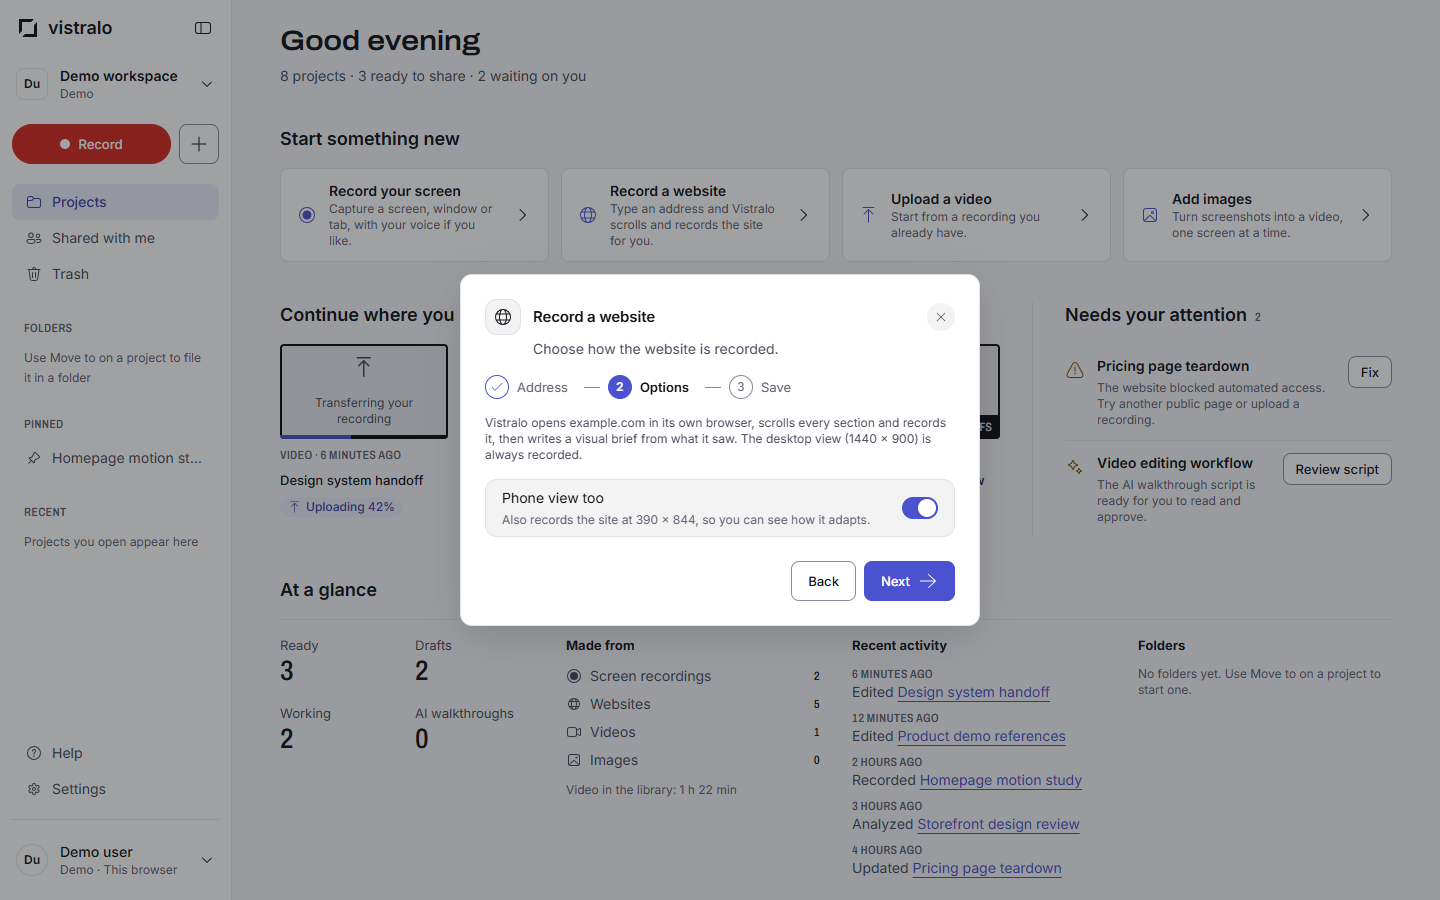 vistralo
Du
Demo workspace
Demo
Record
Projects
Shared with me
Trash
FOLDERS
Use Move to on a project to file
it in a folder
PINNED
Homepage motion st...
RECENT
Projects you open appear here
Help
Settings
Du
Demo user
Demo · This browser
Good evening
8 projects · 3 ready to share · 2 waiting on you
Start something new
Record your screen
Capture a screen, window or
tab, with your voice if you
like.
Record a website
Type an address and Vistralo
scrolls and records the site
for you.
Upload a video
Start from a recording you
already have.
Add images
Turn screenshots into a video,
one screen at a time.
Continue where you
Transferring your
recording
VIDEO · 6 MINUTES AGO
Design system handoff
Uploading 42%
FS
Needs your attention 2
Pricing page teardown
The website blocked automated access.
Try another public page or upload a
recording.
Fix
Video editing workflow
The AI walkthrough script is
ready for you to read and
approve.
Review script
Record a website
Choose how the website is recorded.
Address
2 Options
3 Save
Vistralo opens example.com in its own browser, scrolls every section and records
it, then writes a visual brief from what it saw. The desktop view (1440 × 900) is
always recorded.
Phone view too
Also records the site at 390 × 844, so you can see how it adapts.
Back
Next
At a glance
Ready
3
Drafts
2
Working
2
AI walkthroughs
0
Made from
Screen recordings 2
Websites 5
Videos 1
Images 0
Video in the library: 1 h 22 min
Recent activity
6 MINUTES AGO
Edited Design system handoff
12 MINUTES AGO
Edited Product demo references
2 HOURS AGO
Recorded Homepage motion study
3 HOURS AGO
Analyzed Storefront design review
4 HOURS AGO
Updated Pricing page teardown
Folders
No folders yet. Use Move to on a project to
start one.